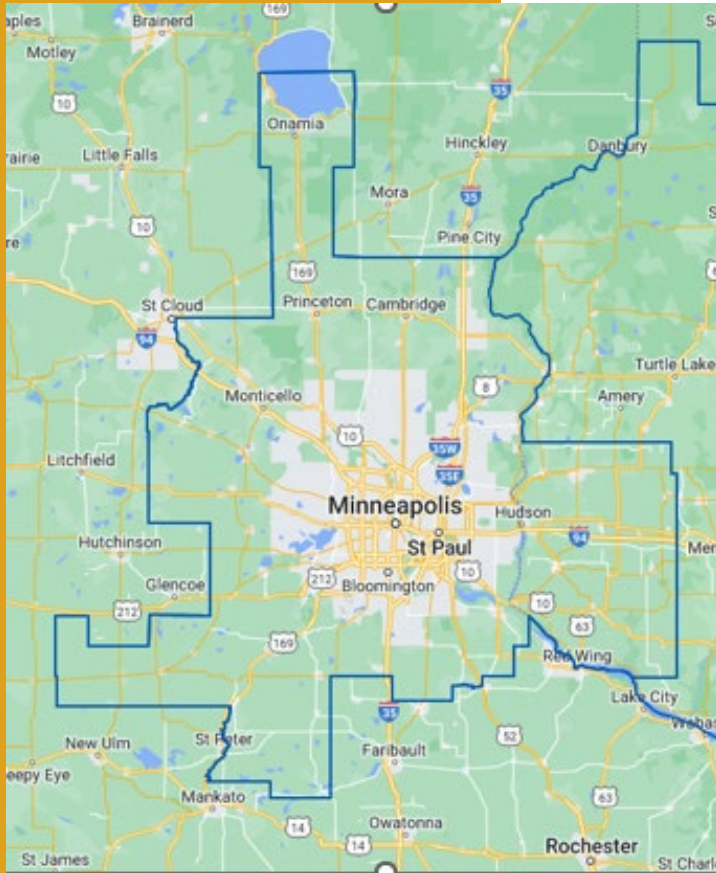 169
aples
Brainerd
Motley
10
35
Onamia
rairie
Little Falls
Hinckley
Danbury
35
Mora
10
Pine City
re
169
St Cloud
Princeton
Cambridge
94
8
Turtle Lake
Monticello
Amery
10
35W
Litchfield
35E
Minneapolis
Hudson
94
Hutchinson
St Paul
Men
212
10
Glencoe
Bloomington
212
10
63
169
Red Wing
Lake City
35
St Peter
Wabas
New Ulm
52
Faribault
eepy Eye
Mankato
63
14
Owatonna
14
Rochester
St James
St Charl